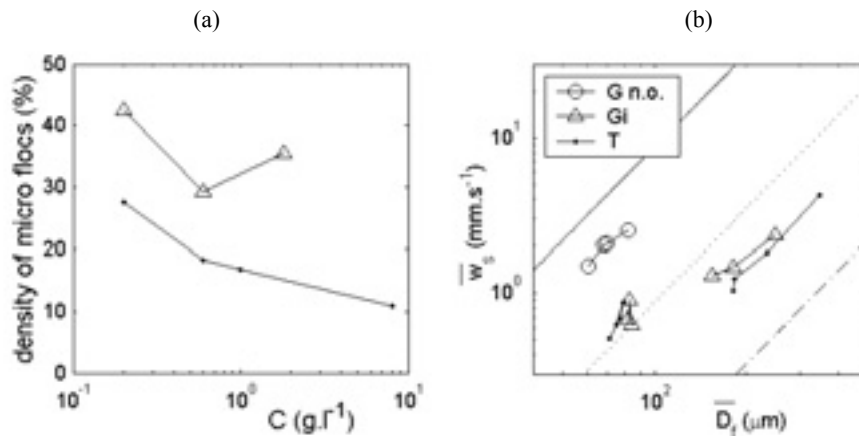 (a)
(b)
50
40
30
20
10
0
density of micro flocs (%)
10⁻¹
10⁰
10¹
C (g.l⁻¹)
G n.o.
Gi
T
10¹
10⁰
w̅ₛ (mm.s⁻¹)
10²
D̅f (μm)